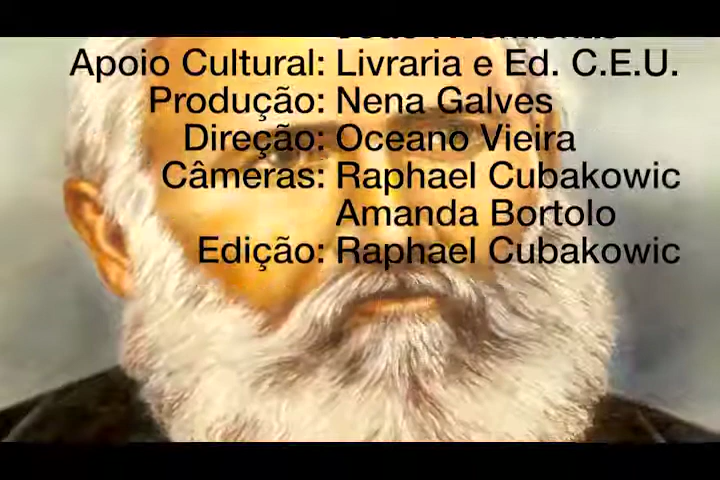 Apoio Cultural: Livraria e Ed. C.E.U.
Produção: Nena Galves
Direção: Oceano Vieira
Câmeras: Raphael Cubakowic
Amanda Bortolo
Edição: Raphael Cubakowic